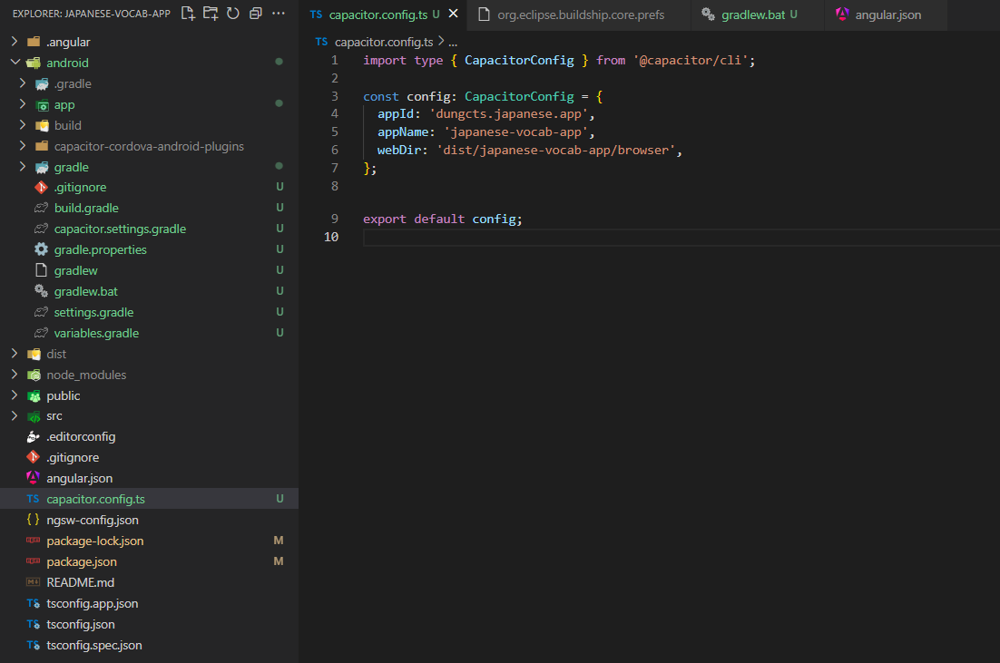 EXPLORER: JAPANESE-VOCAB-APP
TS capacitor.config.ts U
org.eclipse.buildship.core.prefs
gradlew.bat U
angular.json
TS capacitor.config.ts > ...
.angular
android
.gradle
app
build
capacitor-cordova-android-plugins
gradle
.gitignore U
build.gradle U
capacitor.settings.gradle U
gradle.properties U
gradlew U
gradlew.bat U
settings.gradle U
variables.gradle U
dist
node_modules
public
src
.editorconfig
.gitignore
angular.json
TS capacitor.config.ts U
{ } ngsw-config.json
package-lock.json M
package.json M
README.md
TS tsconfig.app.json
TS tsconfig.json
TS tsconfig.spec.json
1 import type { CapacitorConfig } from '@capacitor/cli';
2
3 const config: CapacitorConfig = {
4 appId: 'dungcts.japanese.app',
5 appName: 'japanese-vocab-app',
6 webDir: 'dist/japanese-vocab-app/browser',
7 };
8
9 export default config;
10